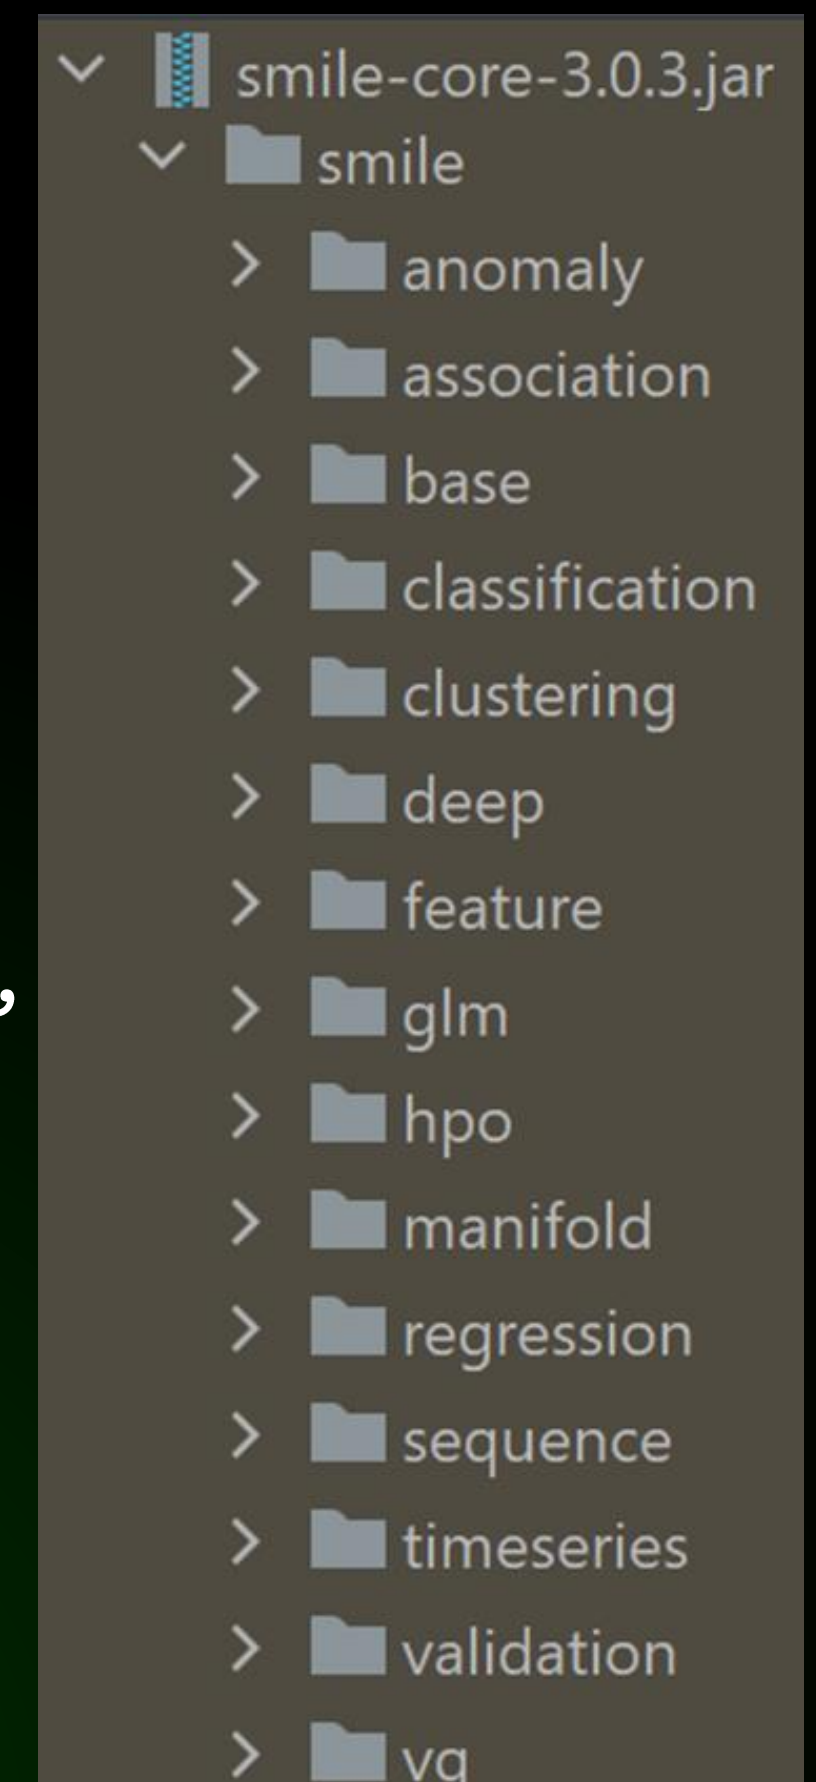 smile-core-3.0.3.jar
smile
anomaly
association
base
classification
clustering
deep
feature
,
glm
hpo
manifold
regression
sequence
timeseries
validation
vq